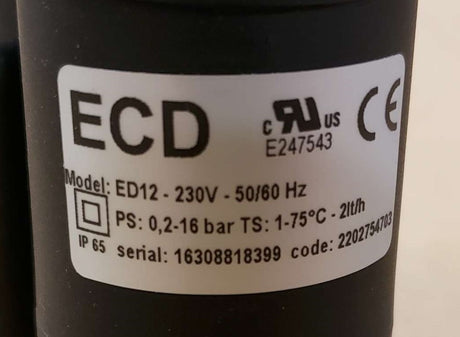 ECD
c RU US CE
E247543
Model: ED12 - 230V - 50/60 Hz
PS: 0,2-16 bar TS: 1-75°C - 2lt/h
IP 65 serial: 16308818399 code: 2202754703